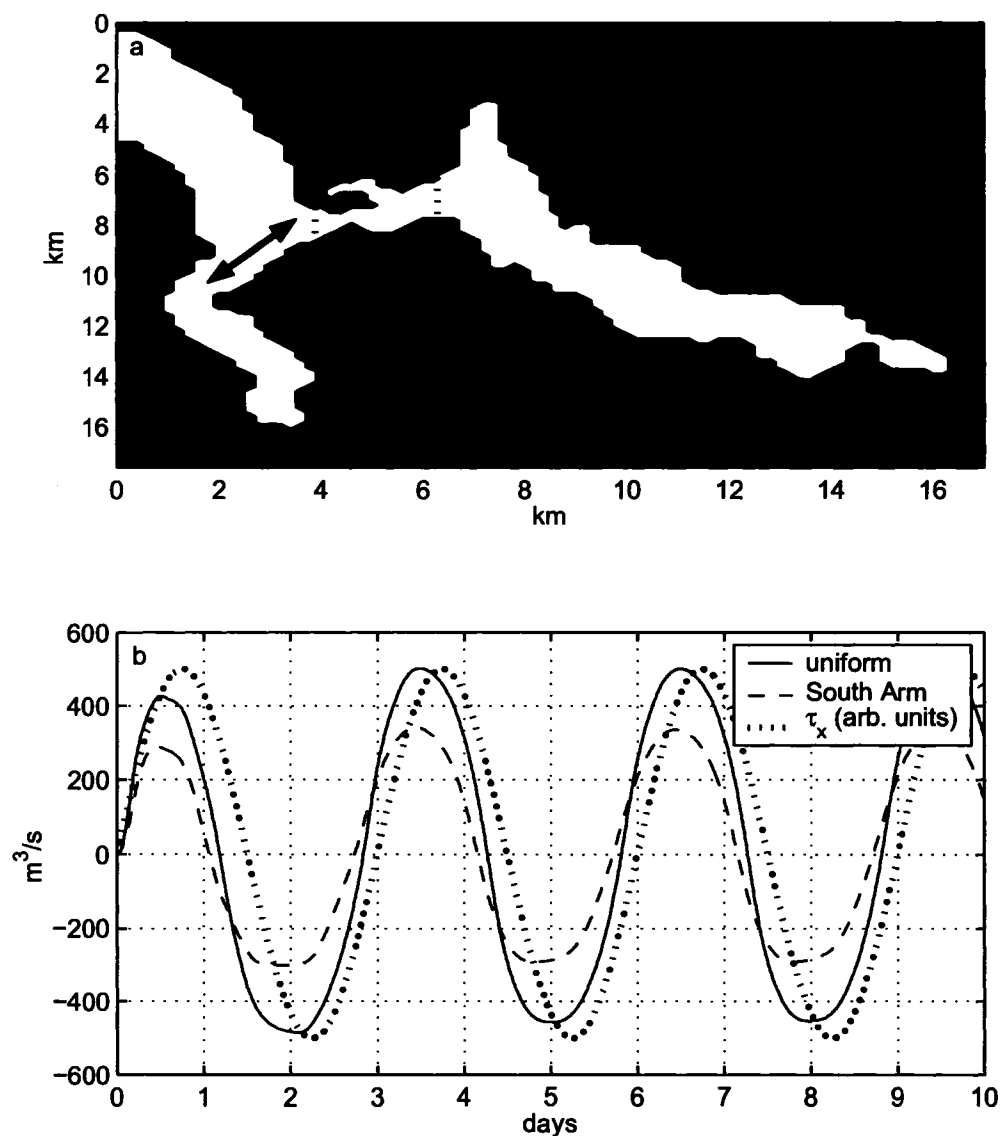 a
0
2
4
6
8
10
12
14
16
km
0 2 4 6 8 10 12 14 16
km
b
600
400
200
0
−200
−400
−600
m³/s
uniform
South Arm
τx (arb. units)
0 1 2 3 4 5 6 7 8 9 10
days